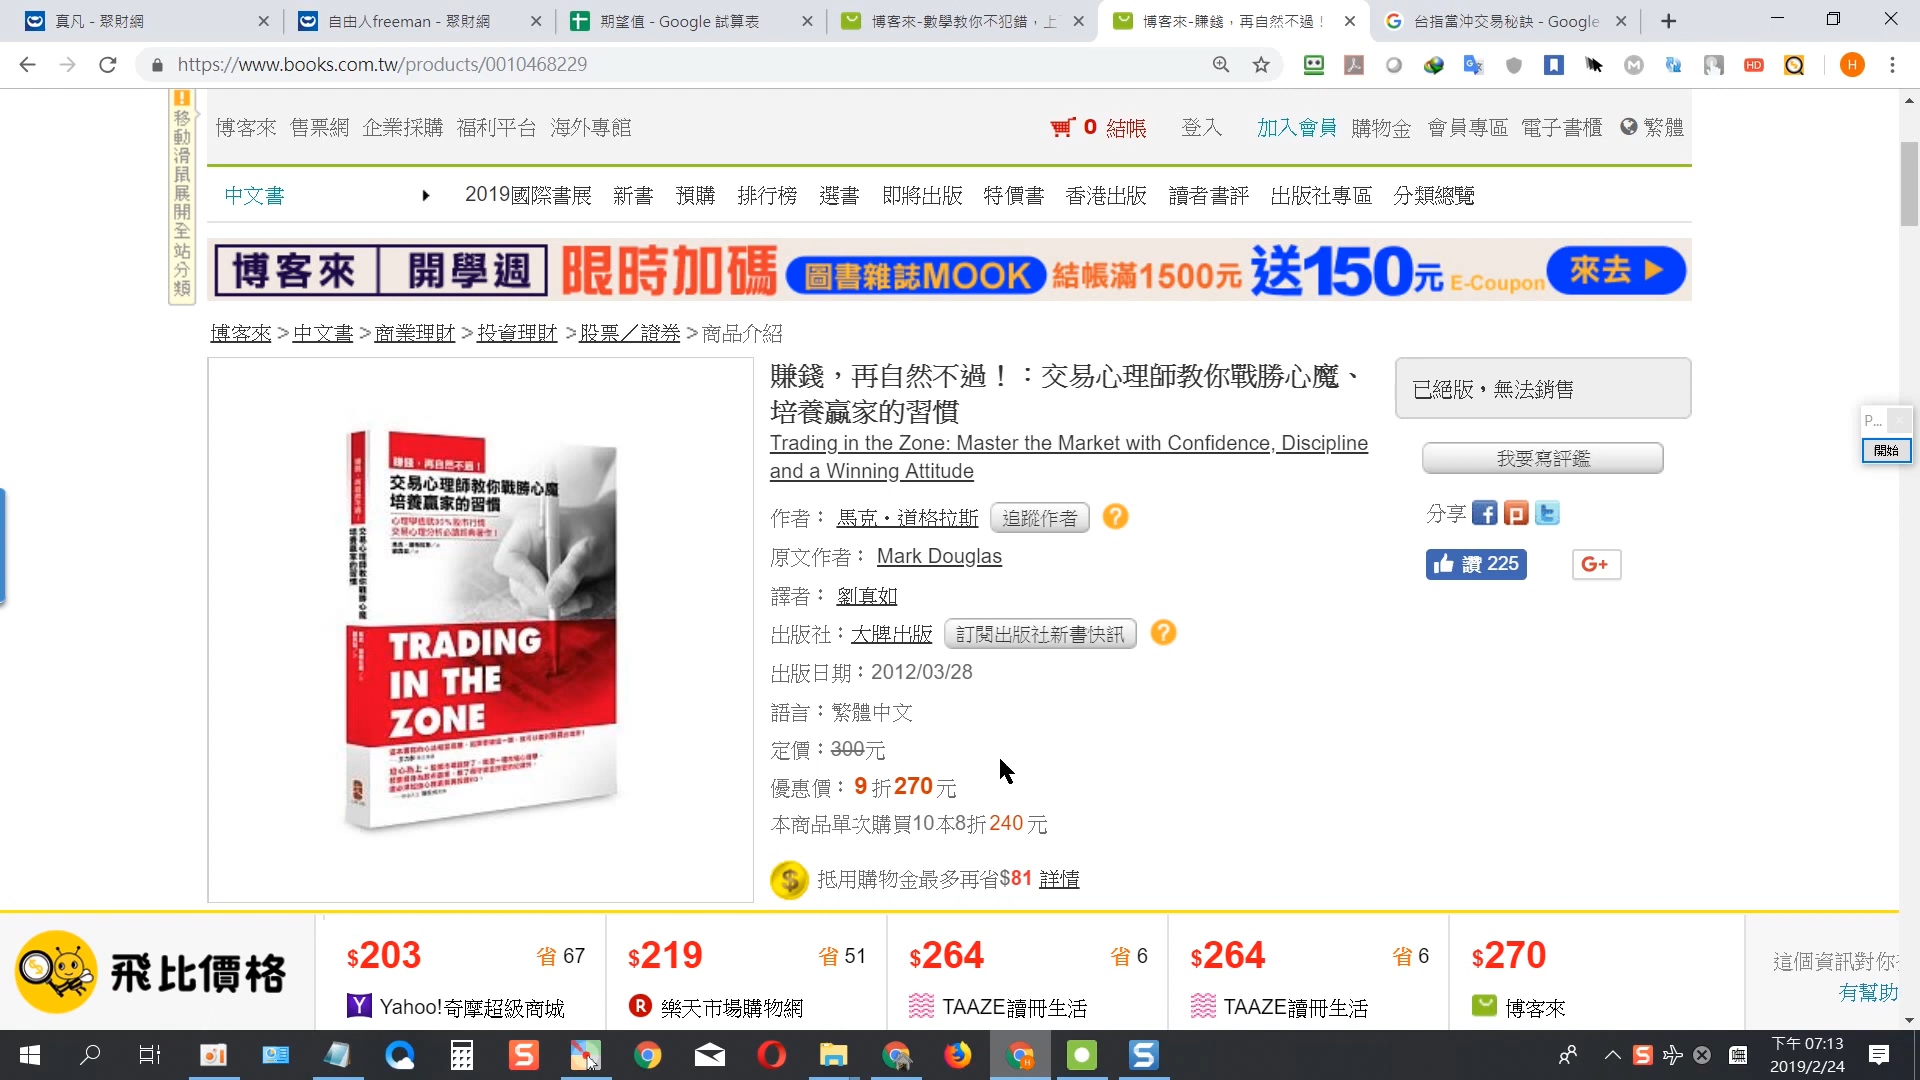 真凡 - 聚財網
自由人freeman - 聚財網
期望值 - Google 試算表
博客來-數學教你不犯錯，上
博客來-賺錢，再自然不過！
台指當沖交易秘訣 - Google
https://www.books.com.tw/products/0010468229
移動滑鼠展開全站分類
博客來 售票網 企業採購 福利平台 海外專館
0 結帳 登入 加入會員 購物金 會員專區 電子書櫃 繁體
中文書
2019國際書展 新書 預購 排行榜 選書 即將出版 特價書 香港出版 讀者書評 出版社專區 分類總覽
博客來 開學週 限時加碼 圖書雜誌MOOK 結帳滿1500元 送150元 E-Coupon 來去
博客來 > 中文書 > 商業理財 > 投資理財 > 股票／證券 > 商品介紹
賺錢，再自然不過！：交易心理師教你戰勝心魔、
培養贏家的習慣
Trading in the Zone: Master the Market with Confidence, Discipline
and a Winning Attitude
作者： 馬克・道格拉斯 追蹤作者 ?
原文作者： Mark Douglas
譯者： 劉真如
出版社：大牌出版 訂閱出版社新書快訊 ?
出版日期：2012/03/28
語言：繁體中文
定價：300元
優惠價： 9 折 270 元
本商品單次購買10本8折 240 元
抵用購物金最多再省$81 詳情
已絕版，無法銷售
我要寫評鑑
分享
讚 225
G+
P...
開始
賺錢，再自然不過！
交易心理師教你戰勝心魔
培養贏家的習慣
TRADING
IN THE
ZONE
飛比價格
$203 省 67
Yahoo!奇摩超級商城
$219 省 51
樂天市場購物網
$264 省 6
TAAZE讀冊生活
$264 省 6
TAAZE讀冊生活
$270
博客來
這個資訊對你
有幫助
下午 07:13
2019/2/24